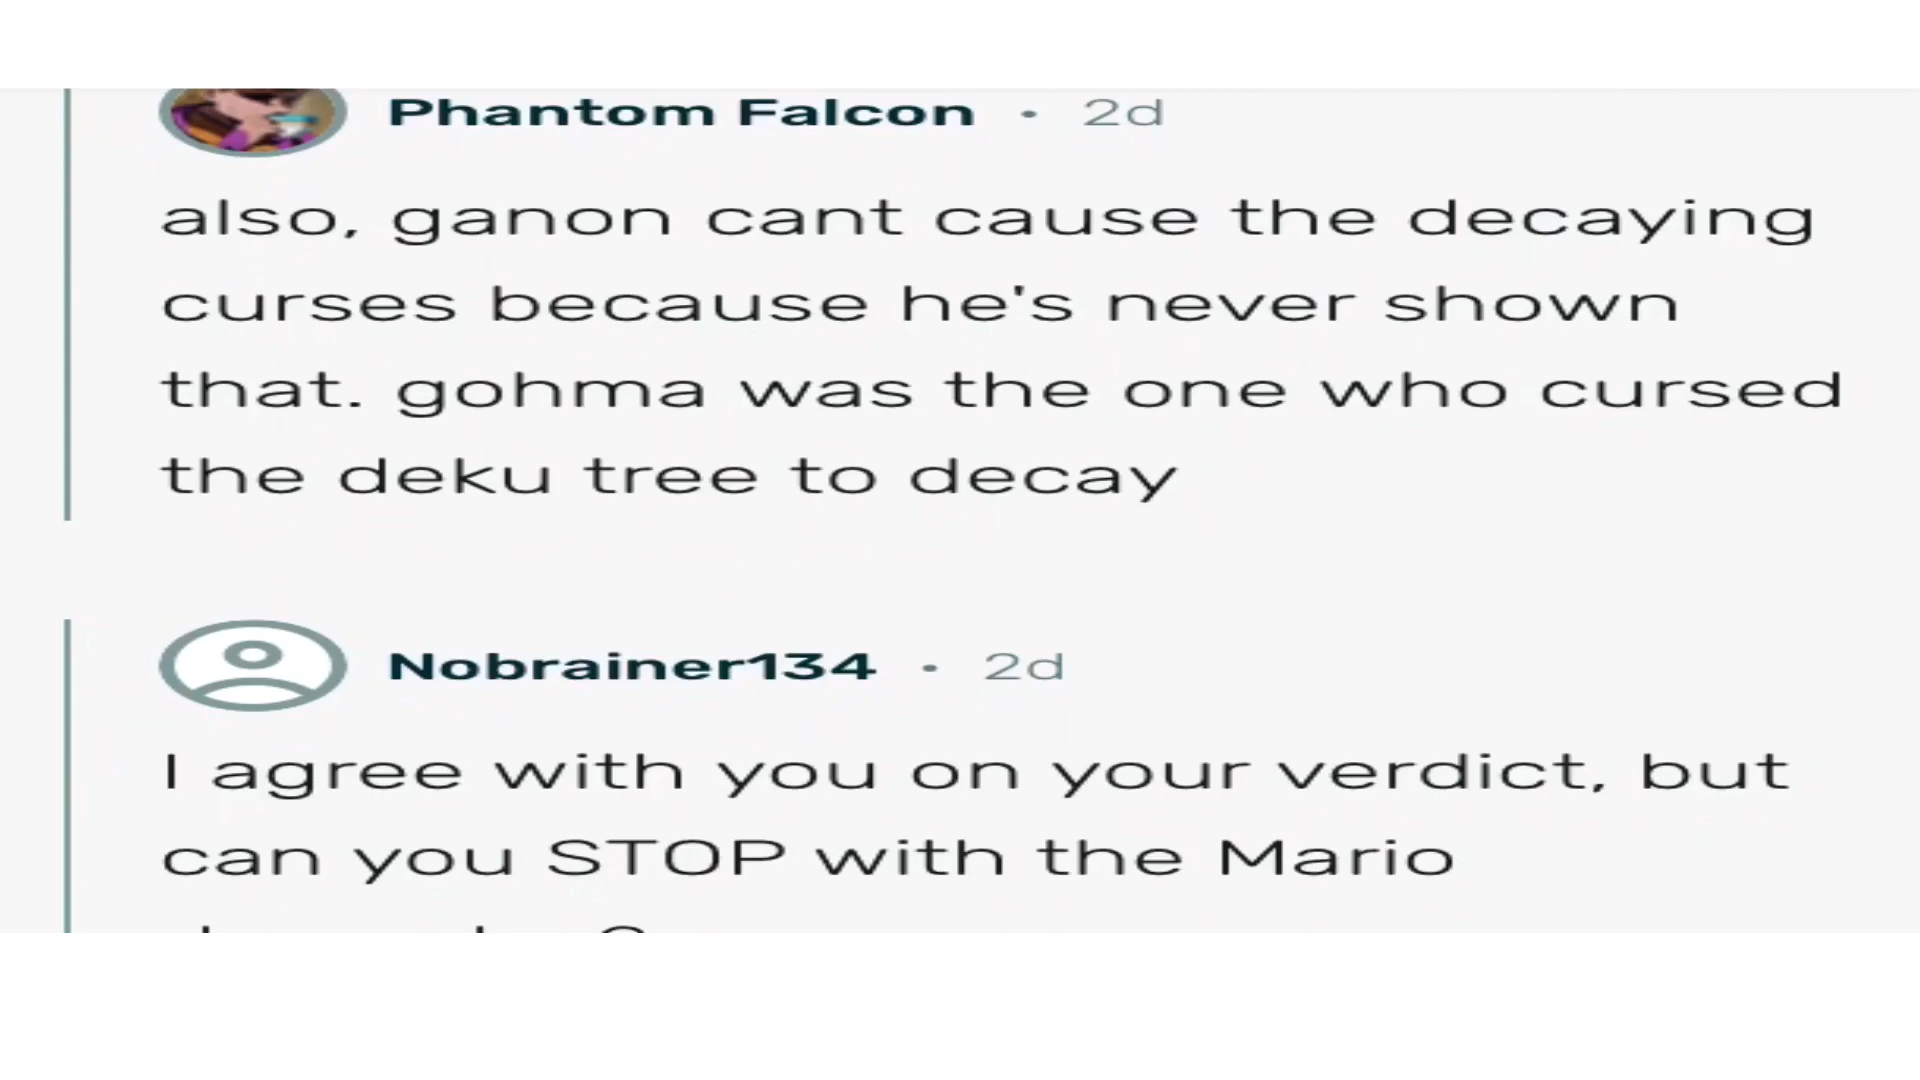 Phantom Falcon • 2d
also, ganon cant cause the decaying
curses because he's never shown
that. gohma was the one who cursed
the deku tree to decay
Nobrainer134 • 2d
I agree with you on your verdict, but
can you STOP with the Mario